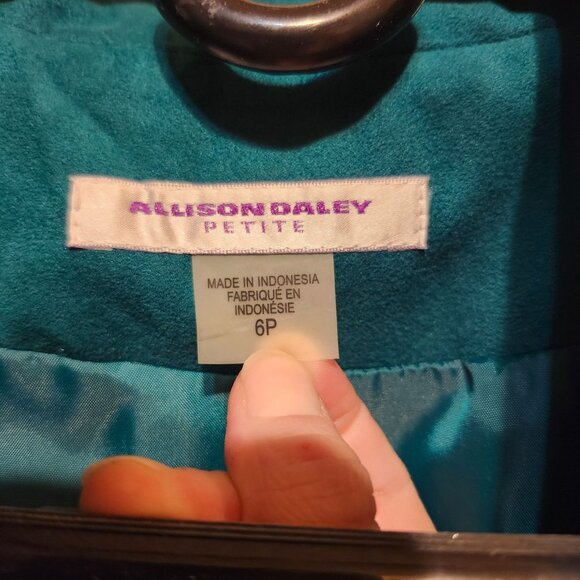 ALLISON DALEY
PETITE
MADE IN INDONESIA
FABRIQUÉ EN
INDONÉSIE
6P